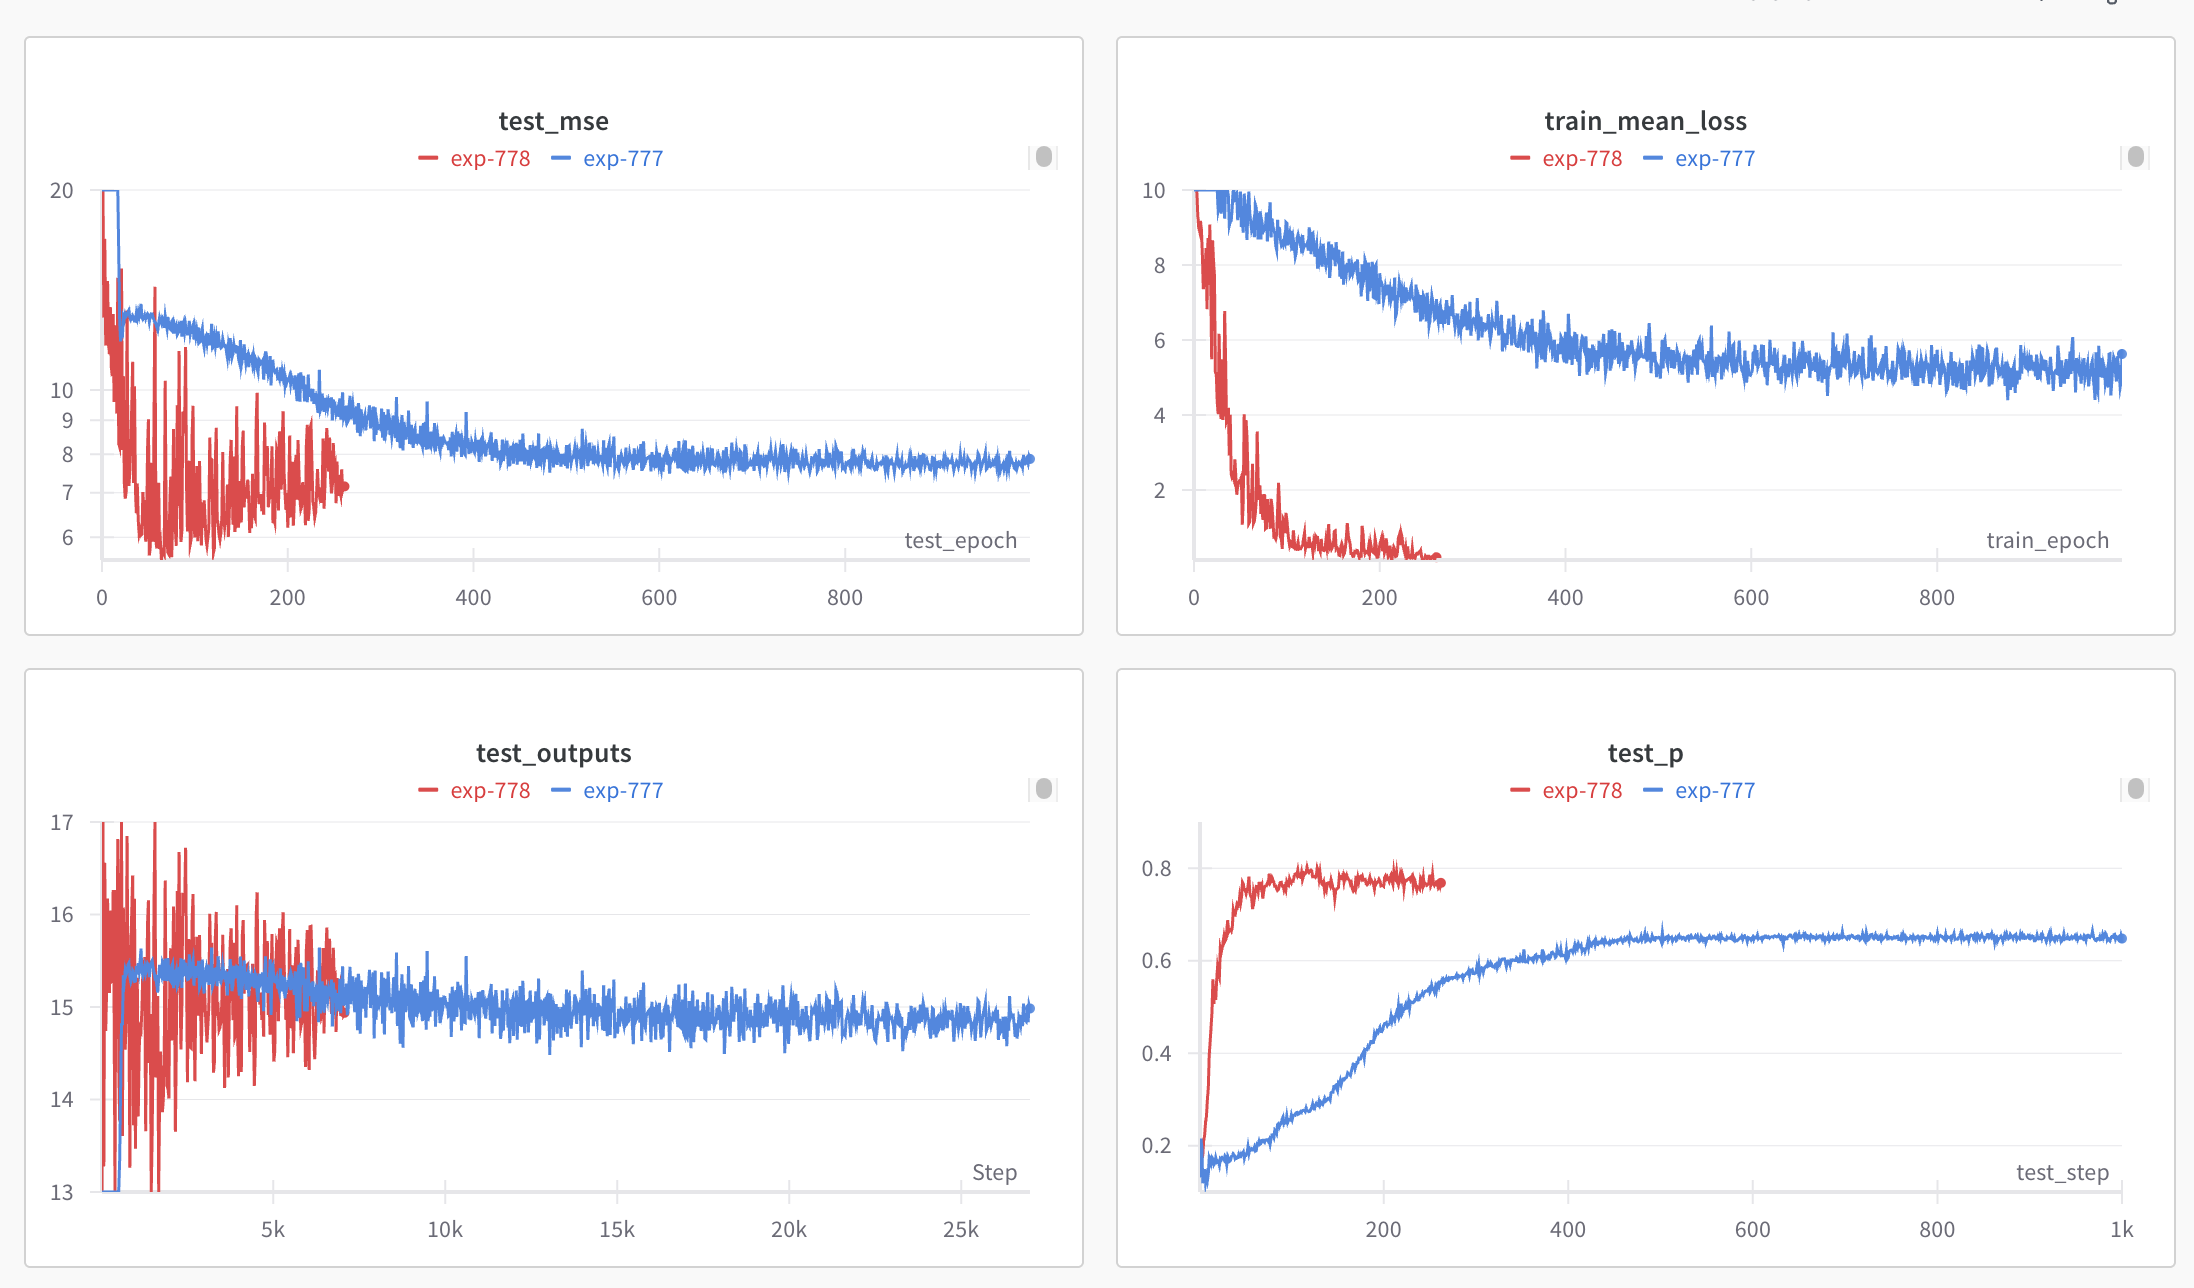 test_mse
exp-778 exp-777
20
10
9
8
7
6
test_epoch
0 200 400 600 800
train_mean_loss
exp-778 exp-777
10
8
6
4
2
train_epoch
0 200 400 600 800
test_outputs
exp-778 exp-777
17
16
15
14
13
Step
5k 10k 15k 20k 25k
test_p
exp-778 exp-777
0.8
0.6
0.4
0.2
test_step
200 400 600 800 1k